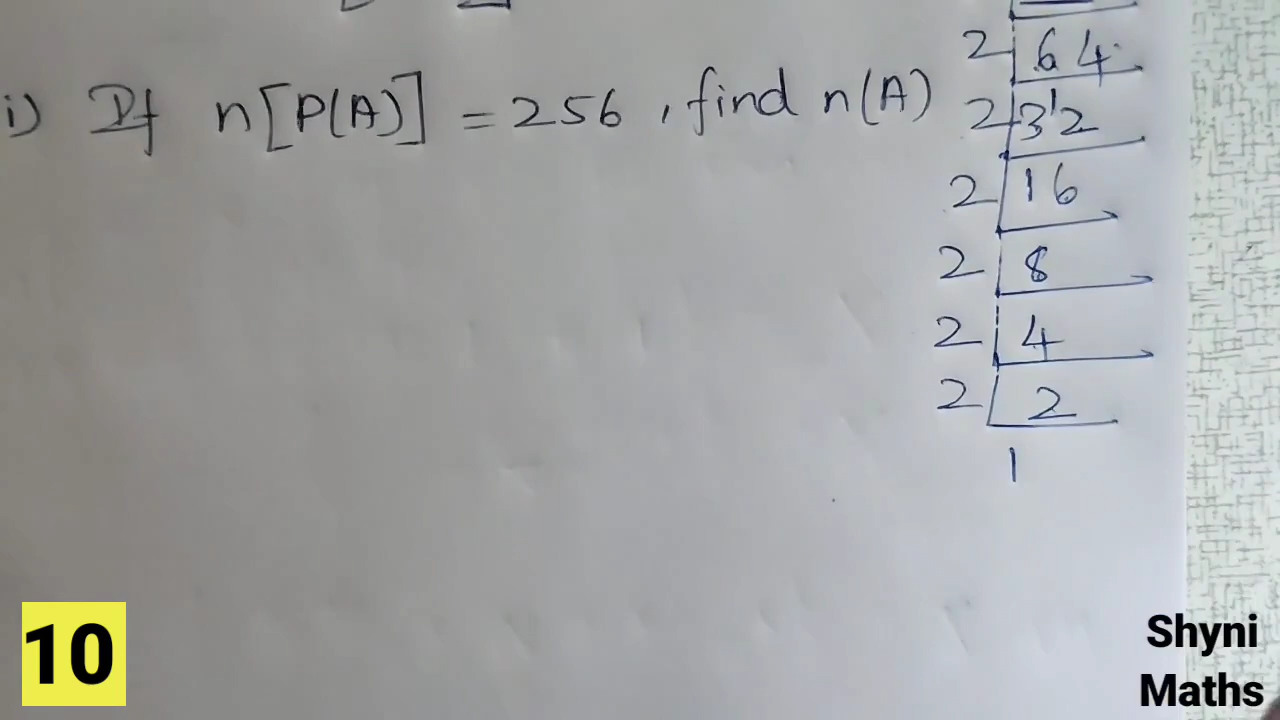 i) If n[P(A)] = 256, find n(A)
2 64
2 32
2 16
2 8
2 4
2 2
1
10
Shyni
Maths